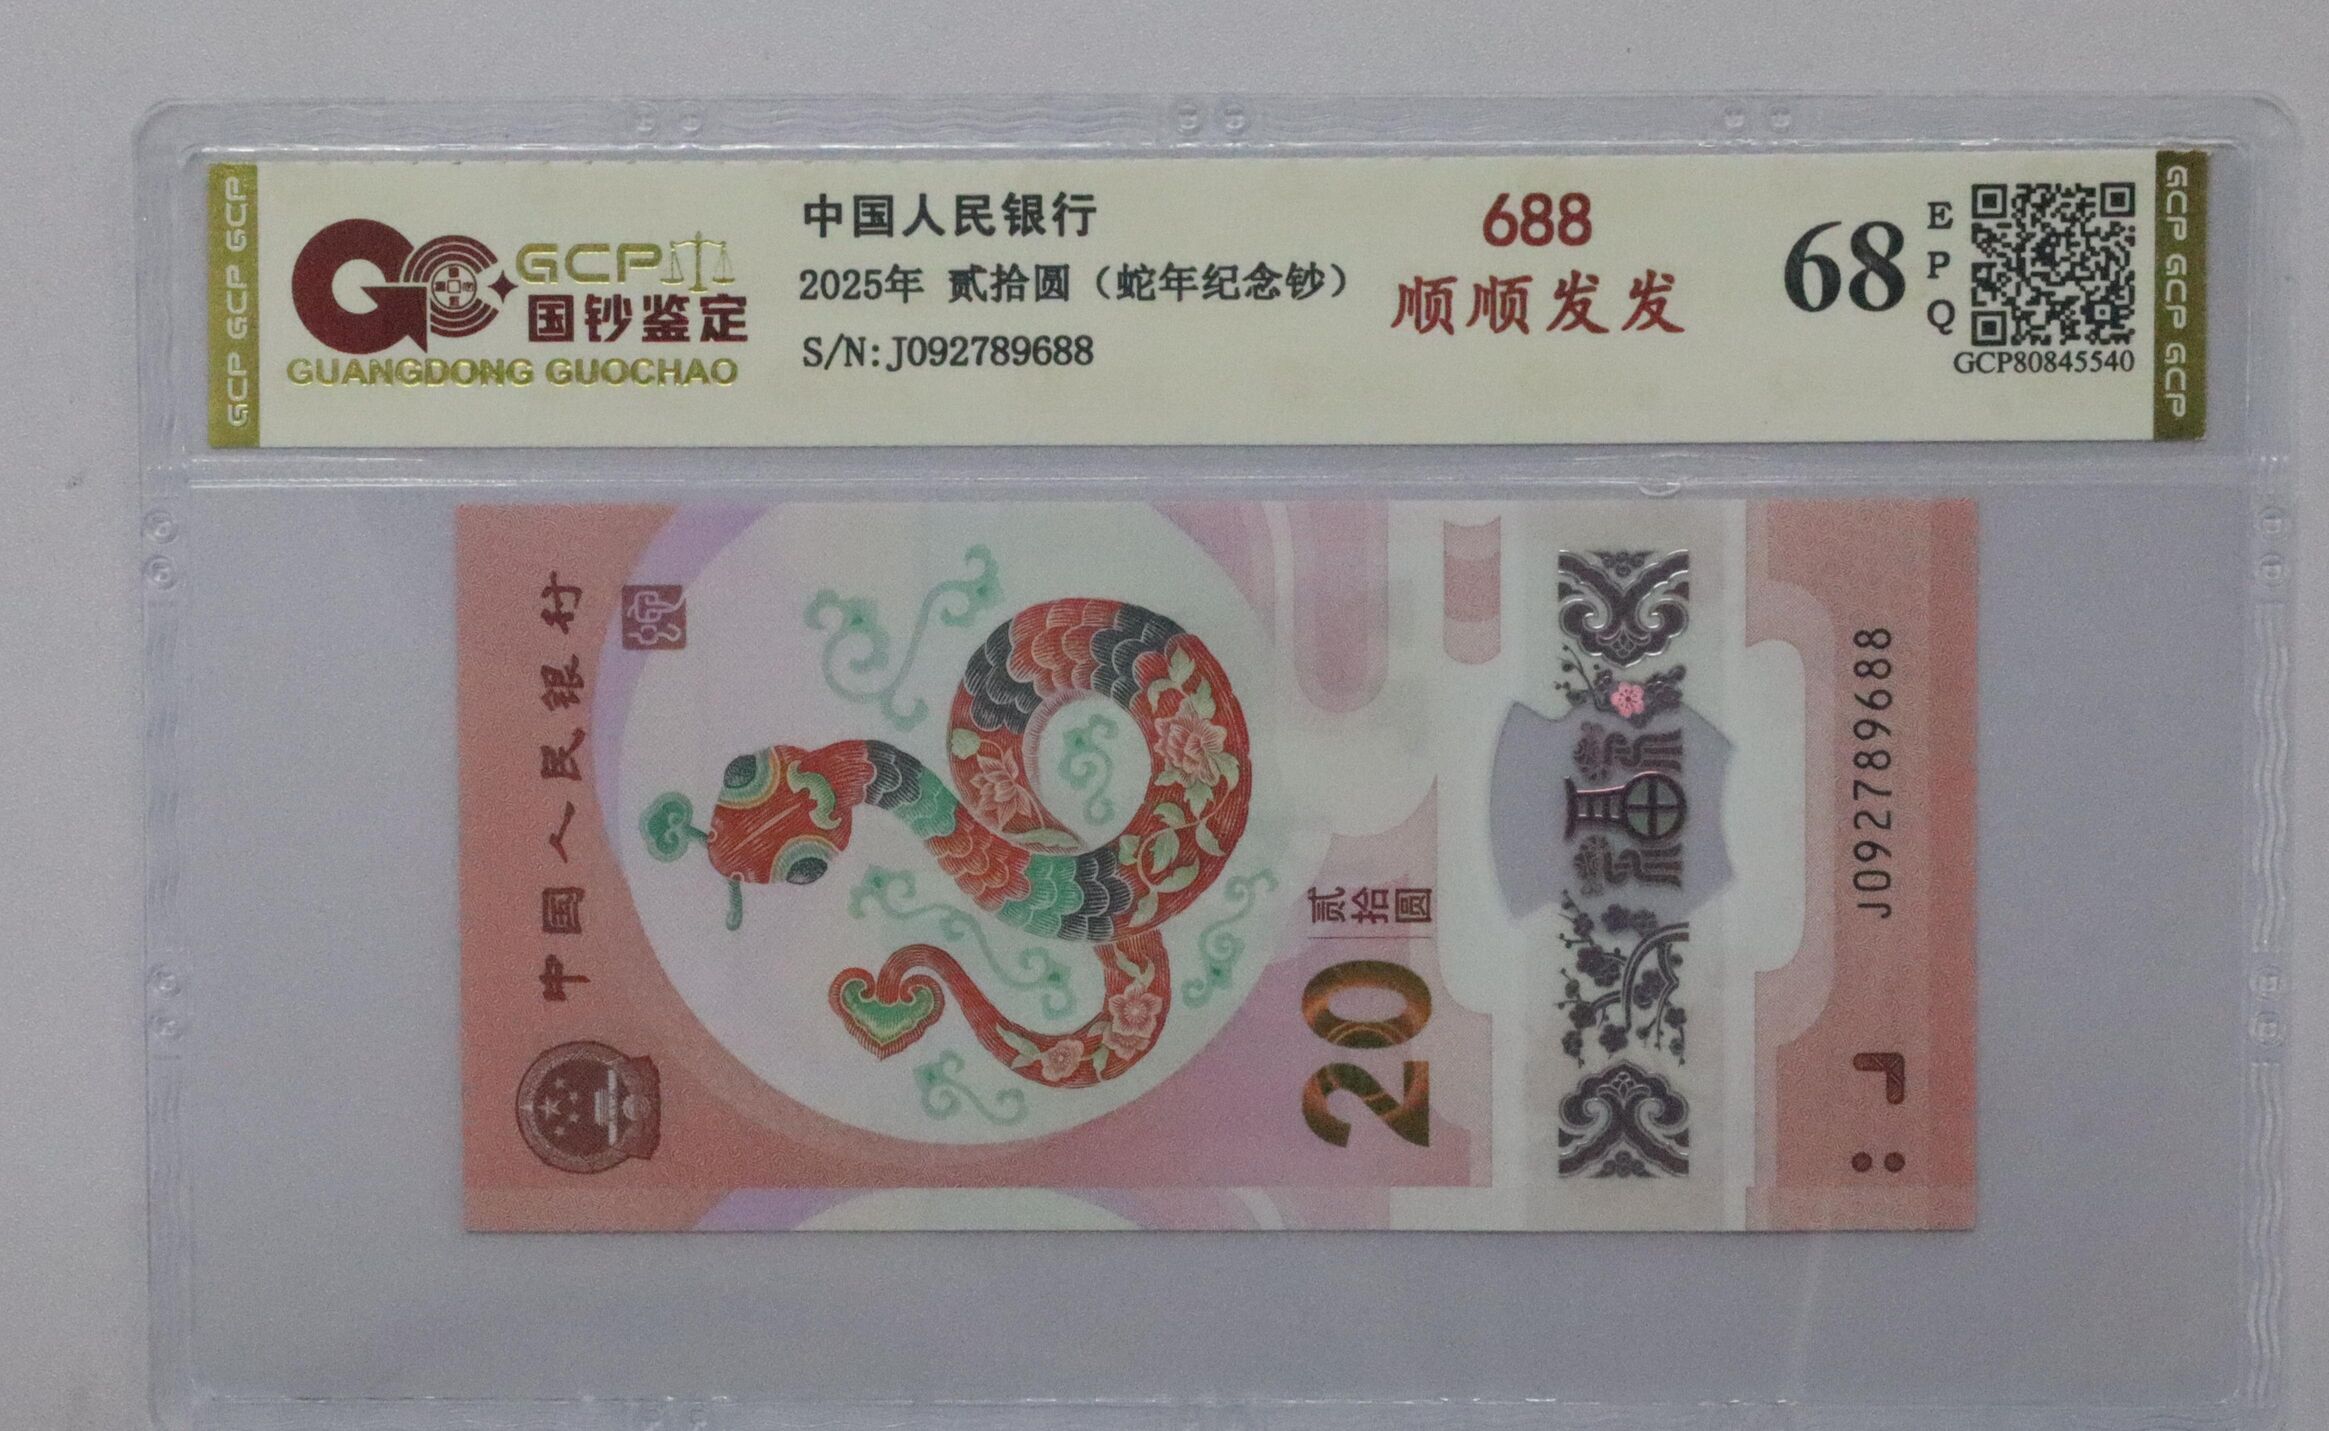 GCP GCP GCP
GCP
国钞鉴定
GUANGDONG GUOCHAO
中国人民银行
2025年 贰拾圆（蛇年纪念钞）
S/N:J092789688
688
顺顺发发
68
EPQ
GCP80845540
GCP GCP GCP
中国人民银行
贰拾圆
20
J092789688